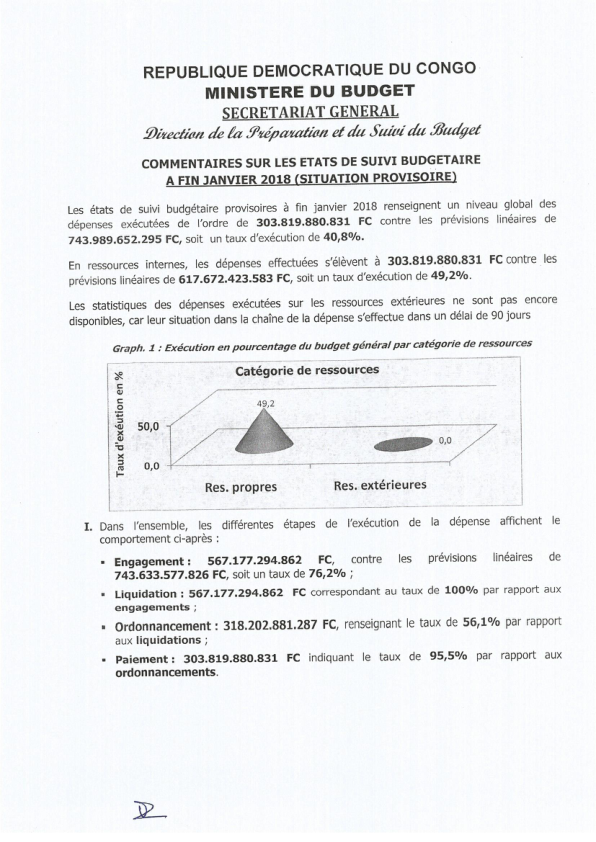 REPUBLIQUE DEMOCRATIQUE DU CONGO
MINISTERE DU BUDGET
SECRETARIAT GENERAL
Direction de la Préparation et du Suivi du Budget
COMMENTAIRES SUR LES ETATS DE SUIVI BUDGETAIRE
A FIN JANVIER 2018 (SITUATION PROVISOIRE)
Les états de suivi budgétaire provisoires à fin janvier 2018 renseignent un niveau global des
dépenses exécutées de l'ordre de 303.819.880.831 FC contre les prévisions linéaires de
743.989.652.295 FC, soit un taux d'exécution de 40,8%.
En ressources internes, les dépenses effectuées s'élèvent à 303.819.880.831 FC contre les
prévisions linéaires de 617.672.423.583 FC, soit un taux d'exécution de 49,2%.
Les statistiques des dépenses exécutées sur les ressources extérieures ne sont pas encore
disponibles, car leur situation dans la chaîne de la dépense s'effectue dans un délai de 90 jours
Graph. 1 : Exécution en pourcentage du budget général par catégorie de ressources
Catégorie de ressources
Taux d'exéution en %
49,2
50,0
0,0
0,0
Res. propres
Res. extérieures
I. Dans l'ensemble, les différentes étapes de l'exécution de la dépense affichent le
comportement ci-après :
▪ Engagement : 567.177.294.862 FC, contre les prévisions linéaires de
743.633.577.826 FC, soit un taux de 76,2% ;
▪ Liquidation : 567.177.294.862 FC correspondant au taux de 100% par rapport aux
engagements ;
▪ Ordonnancement : 318.202.881.287 FC, renseignant le taux de 56,1% par rapport
aux liquidations ;
▪ Paiement : 303.819.880.831 FC indiquant le taux de 95,5% par rapport aux
ordonnancements.